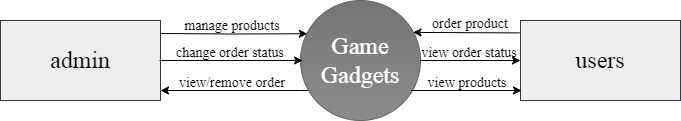 manage products
order product
admin
change order status
Game
Gadgets
view order status
users
view/remove order
view products